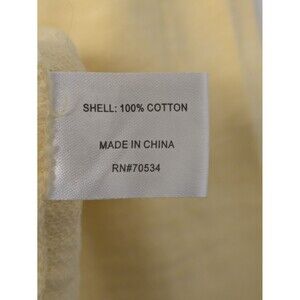 SHELL: 100% COTTON
MADE IN CHINA
RN#70534